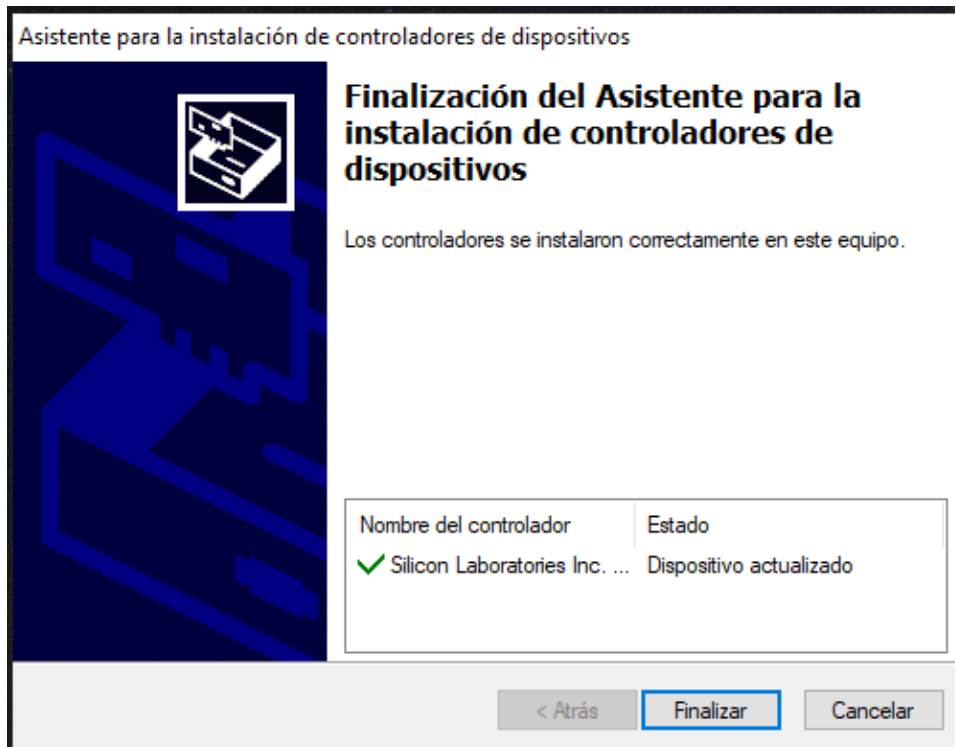 Asistente para la instalación de controladores de dispositivos
Finalización del Asistente para la
instalación de controladores de
dispositivos
Los controladores se instalaron correctamente en este equipo.
Nombre del controlador Estado
Silicon Laboratories Inc. ... Dispositivo actualizado
< Atrás Finalizar Cancelar